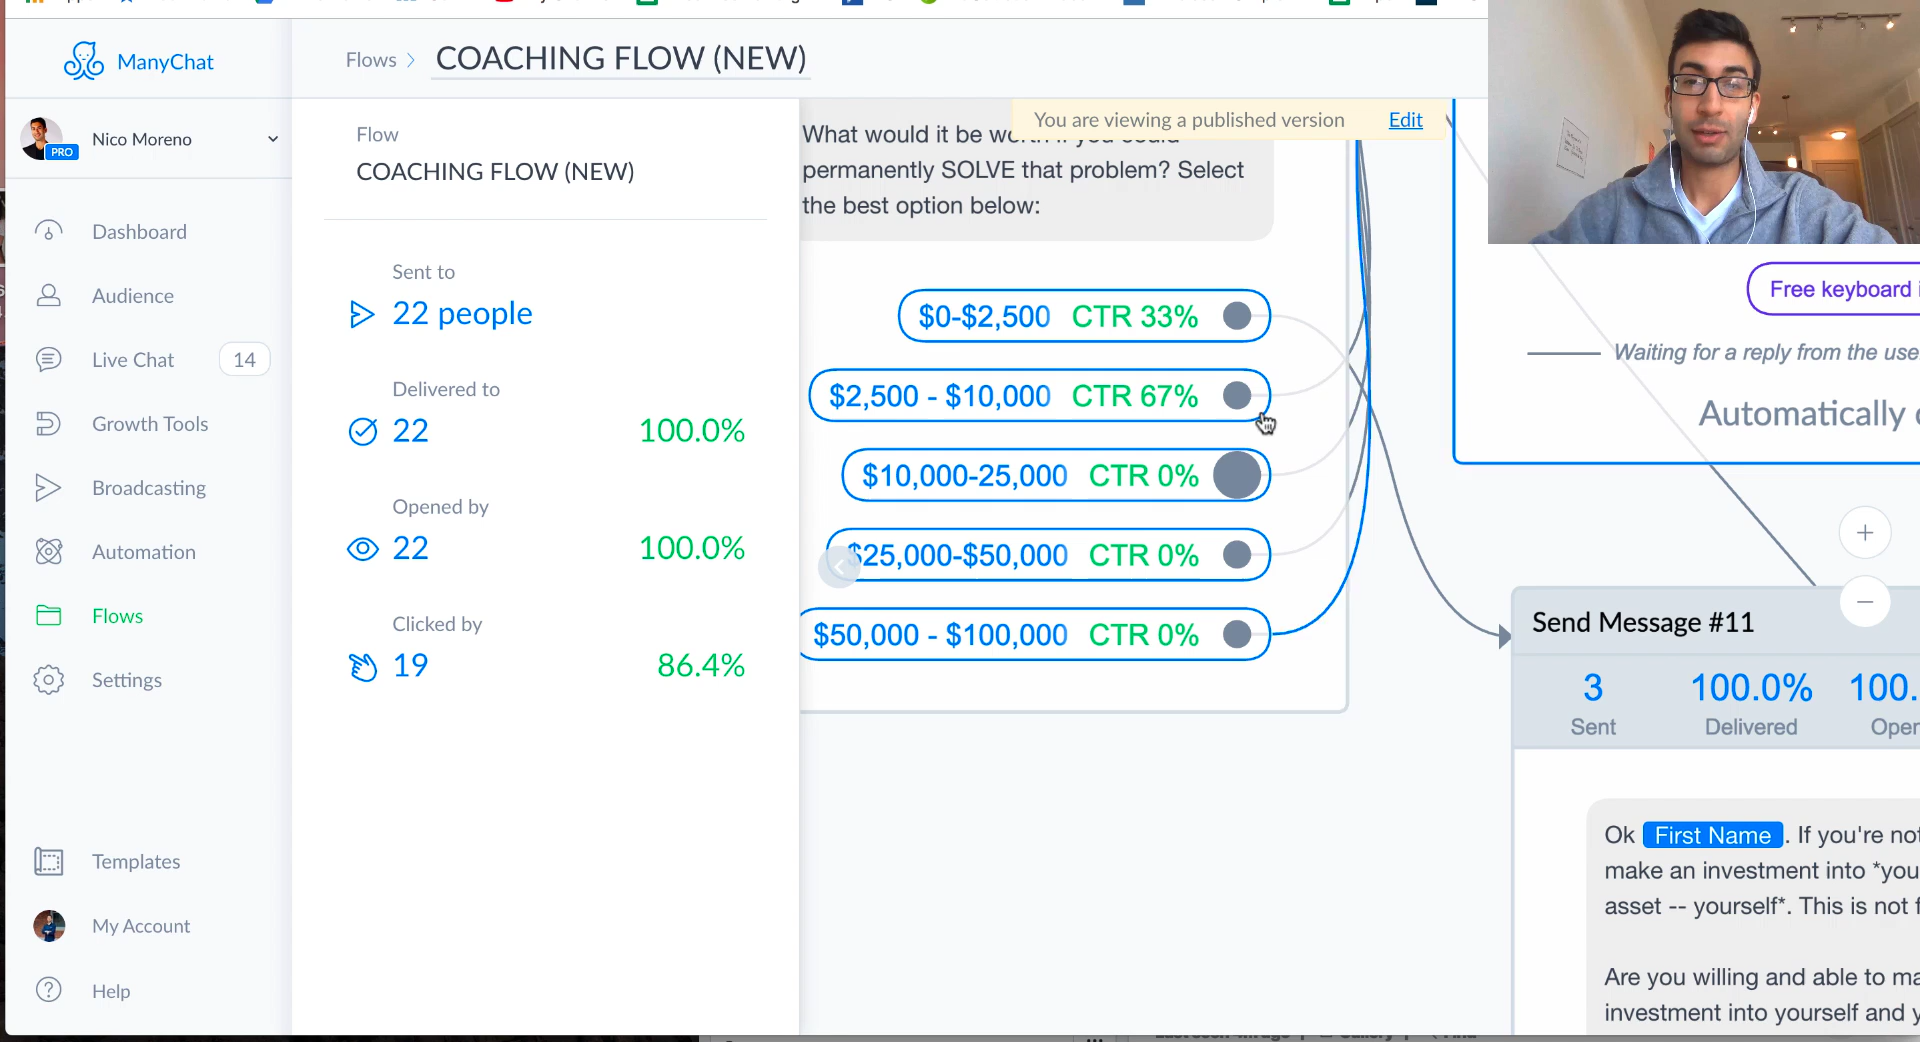 ManyChat
Flows > COACHING FLOW (NEW)
Nico Moreno
PRO
Dashboard
Audience
Live Chat 14
Growth Tools
Broadcasting
Automation
Flows
Settings
Templates
My Account
Help
Flow
COACHING FLOW (NEW)
Sent to
22 people
Delivered to
22 100.0%
Opened by
22 100.0%
Clicked by
19 86.4%
You are viewing a published version Edit
What would it be
permanently SOLVE that problem? Select
the best option below:
$0-$2,500 CTR 33%
$2,500 - $10,000 CTR 67%
$10,000-25,000 CTR 0%
$25,000-$50,000 CTR 0%
$50,000 - $100,000 CTR 0%
Free keyboard
Waiting for a reply from the use
Automatically
Send Message #11
3 100.0% 100.
Sent Delivered Oper
Ok First Name . If you're not
make an investment into *you
asset -- yourself*. This is not f
Are you willing and able to ma
investment into yourself and y